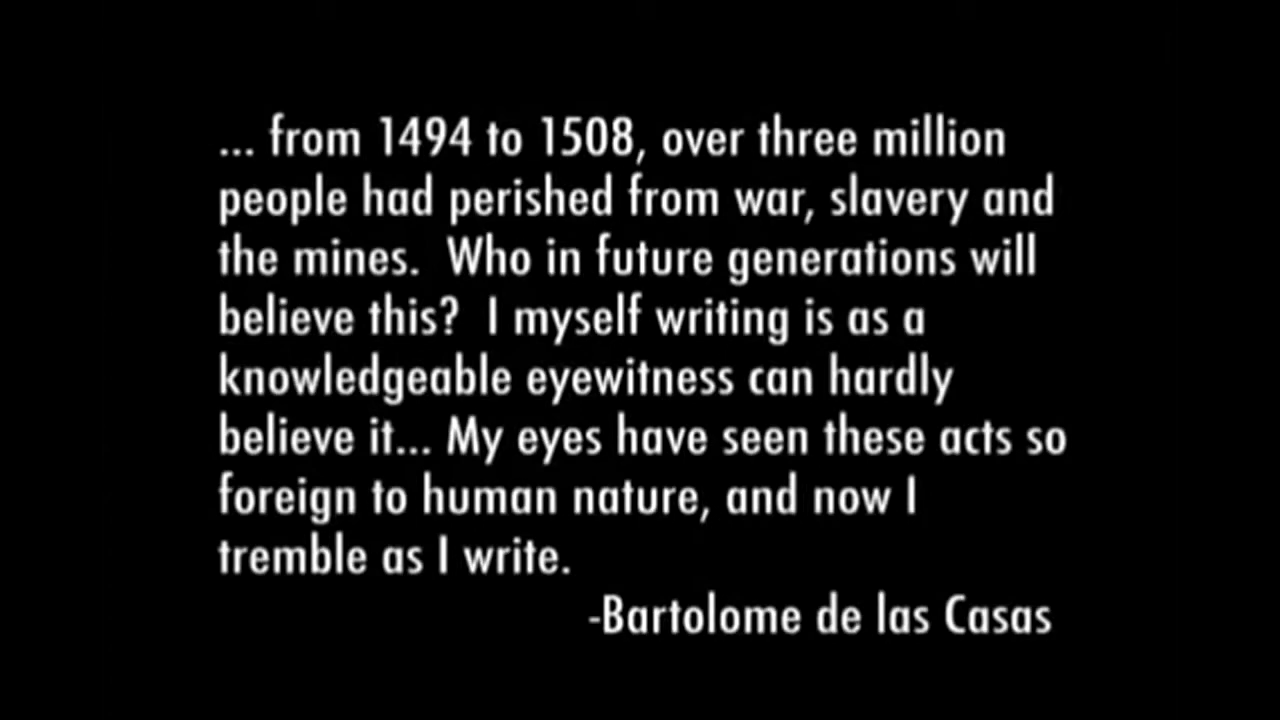 ... from 1494 to 1508, over three million
people had perished from war, slavery and
the mines.  Who in future generations will
believe this?  I myself writing is as a
knowledgeable eyewitness can hardly
believe it... My eyes have seen these acts so
foreign to human nature, and now I
tremble as I write.
-Bartolome de las Casas